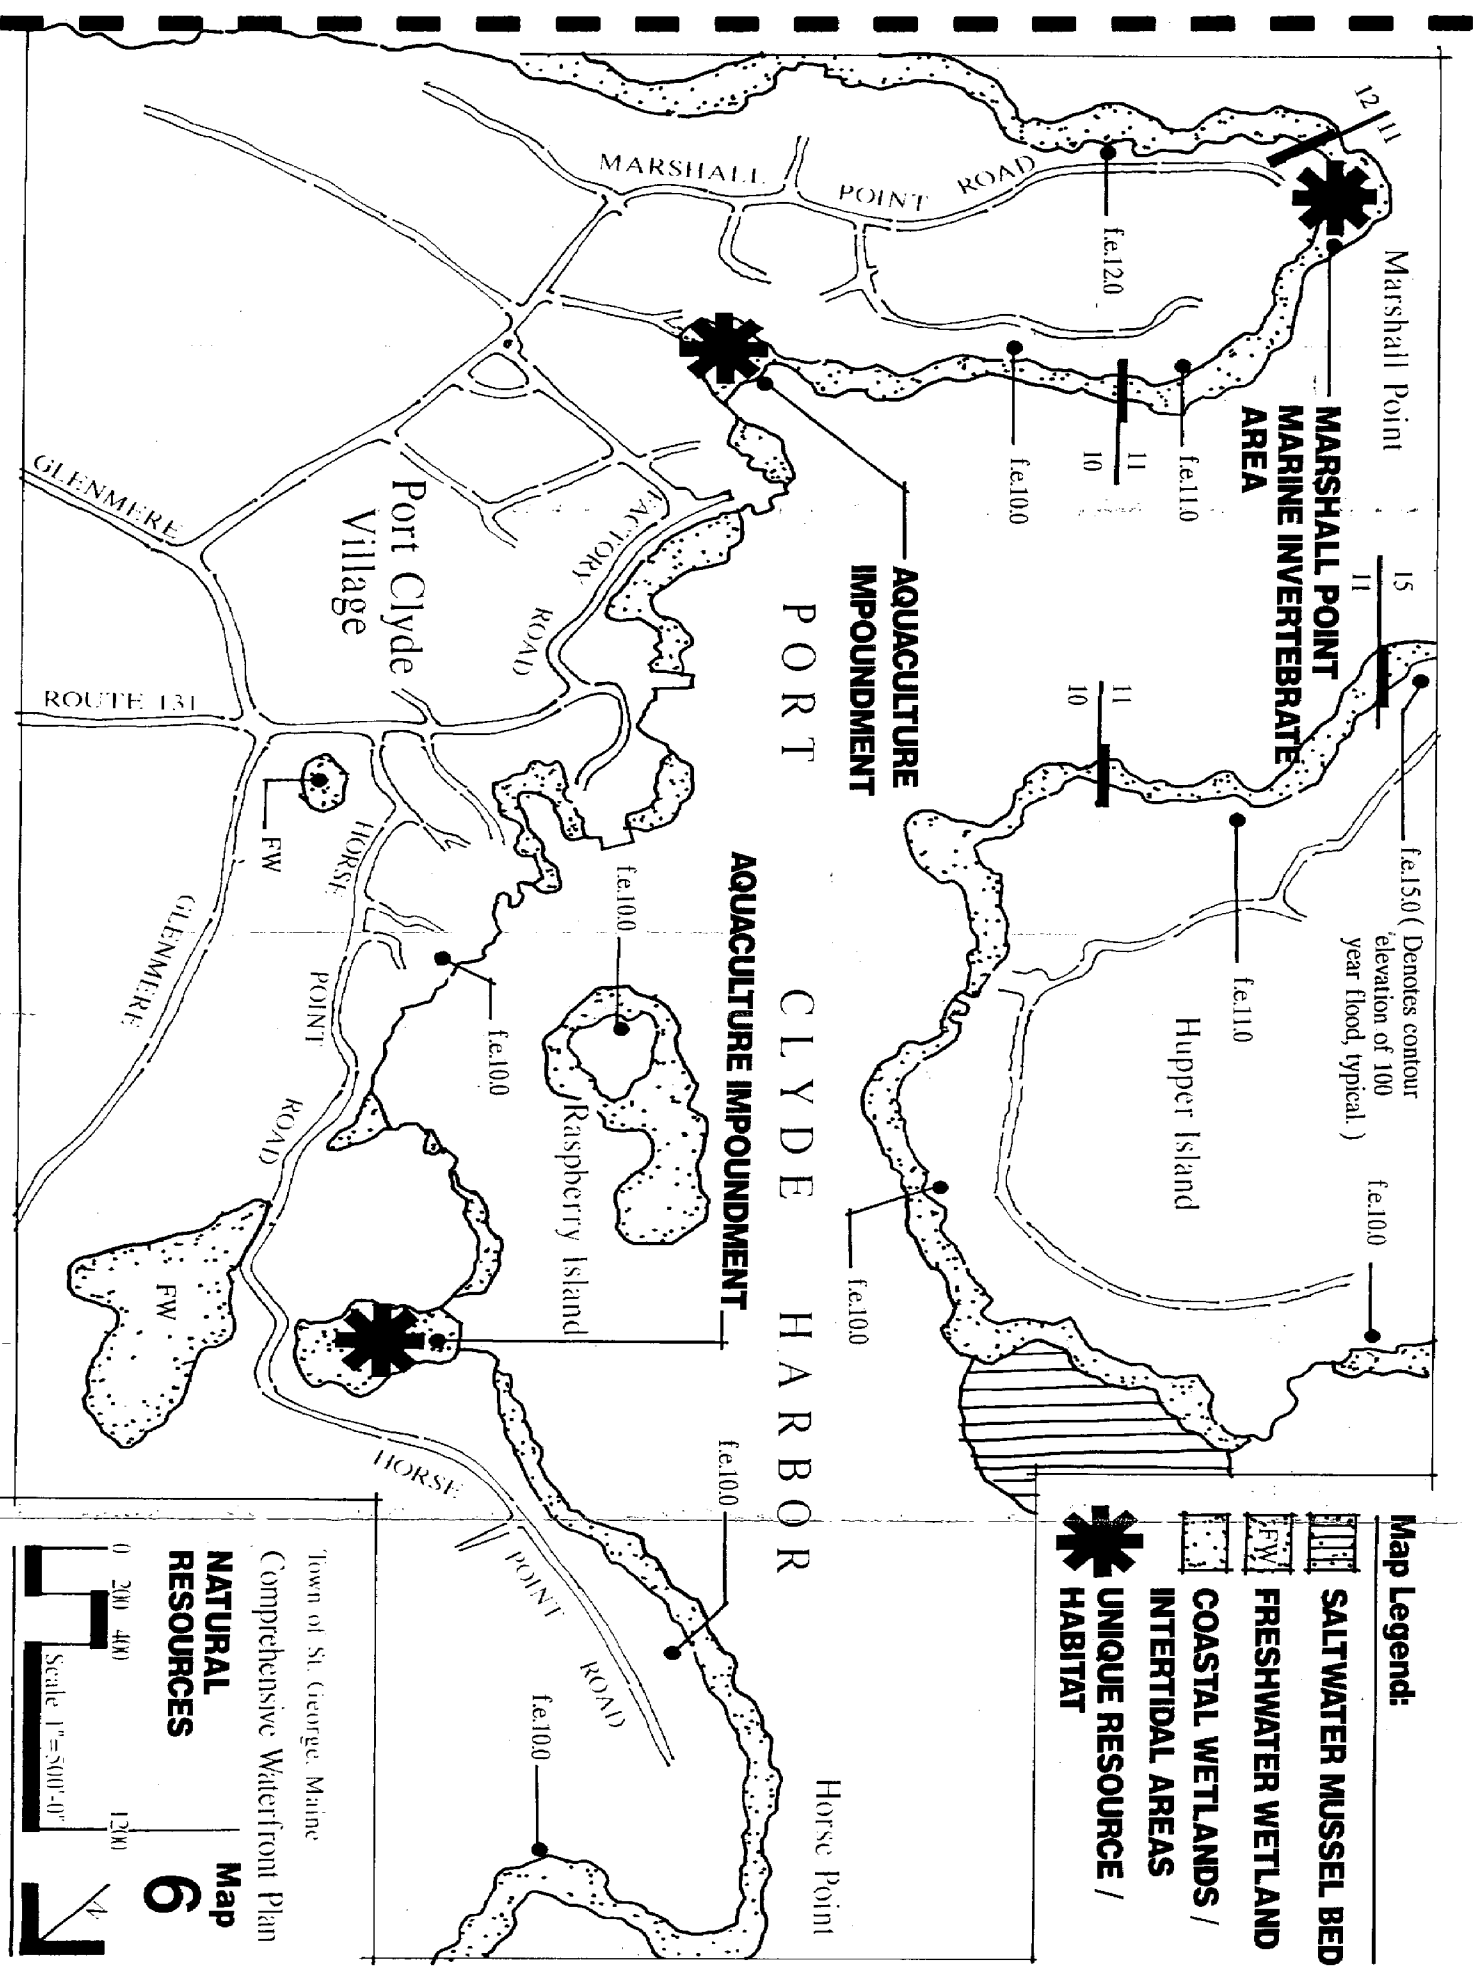 Map Legend:
SALTWATER MUSSEL BED
FW
FRESHWATER WETLAND
COASTAL WETLANDS /
INTERTIDAL AREAS
UNIQUE RESOURCE /
HABITAT
Marshall Point
12 11
MARSHALL POINT
MARINE INVERTEBRATE
AREA
15
11
f.e.15.0 ( Denotes contour
elevation of 100
year flood, typical. )
f.e.10.0
f.e.12.0
f.e.11.0
11
10
f.e.10.0
11
10
f.e.11.0
Hupper Island
f.e.10.0
MARSHALL POINT ROAD
AQUACULTURE
IMPOUNDMENT
PORT CLYDE HARBOR
AQUACULTURE IMPOUNDMENT
f.e.10.0
f.e.10.0
Raspberry Island
f.e.10.0
f.e.10.0
Horse Point
FACTORY ROAD
Port Clyde
Village
GLENMERE
ROUTE 131
FW
HORSE POINT ROAD
GLENMERE
FW
HORSE POINT ROAD
Town of St. George, Maine
Comprehensive Waterfront Plan
NATURAL
RESOURCES
Map
6
0 200 400 1200
Scale 1"=500'-0"
N